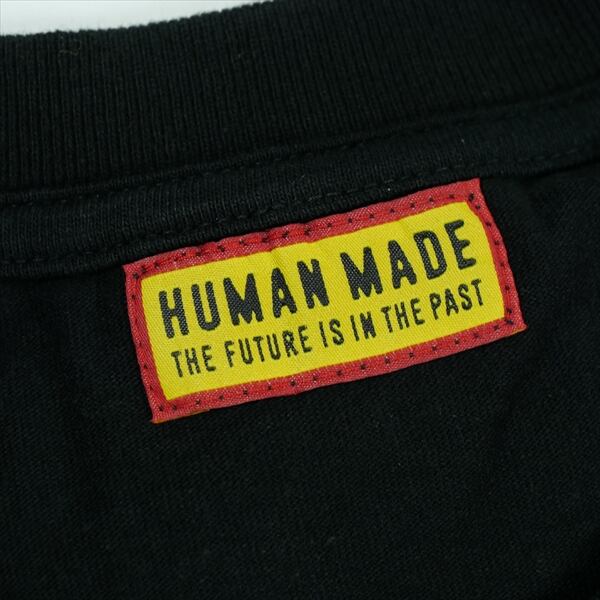 HUMAN MADE
THE FUTURE IS IN THE PAST